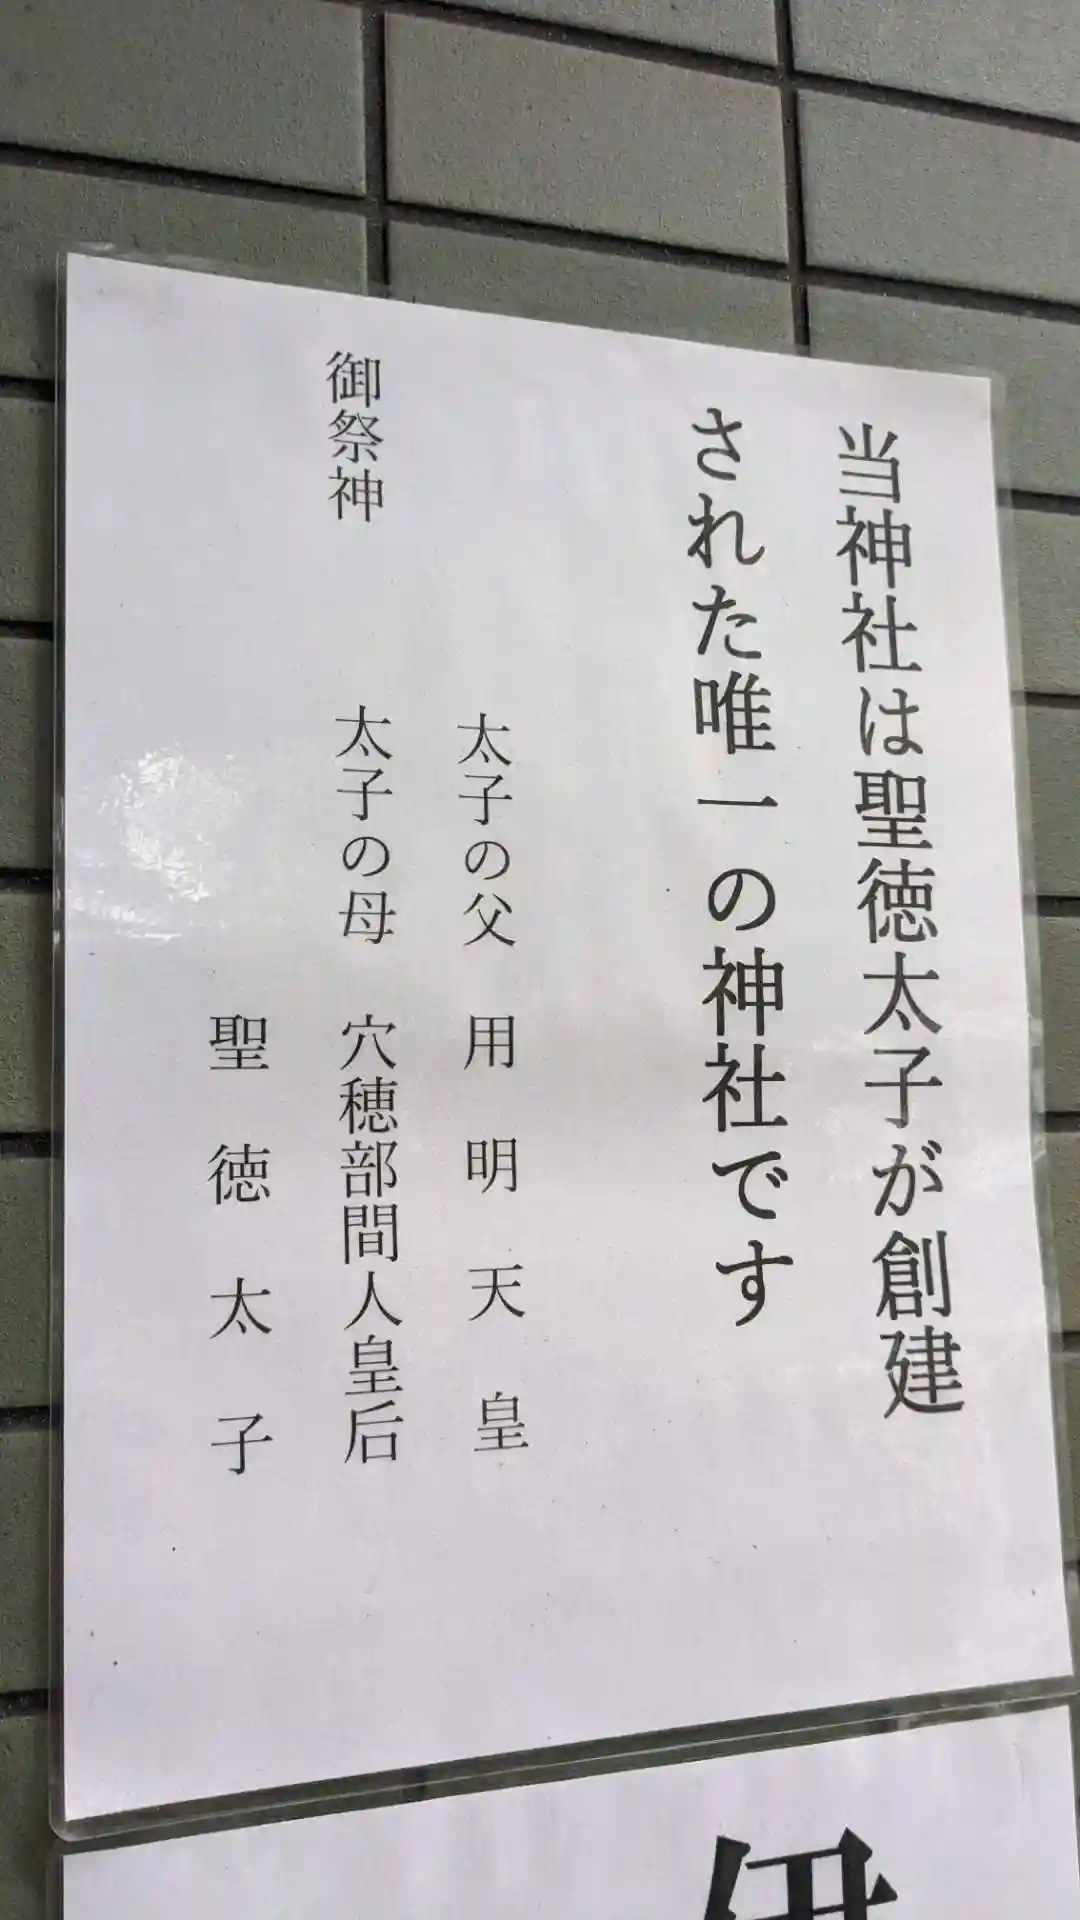 当神社は聖徳太子が創建
された唯一の神社です
太子の父 用明天皇
御祭神 太子の母 穴穂部間人皇后
聖徳太子